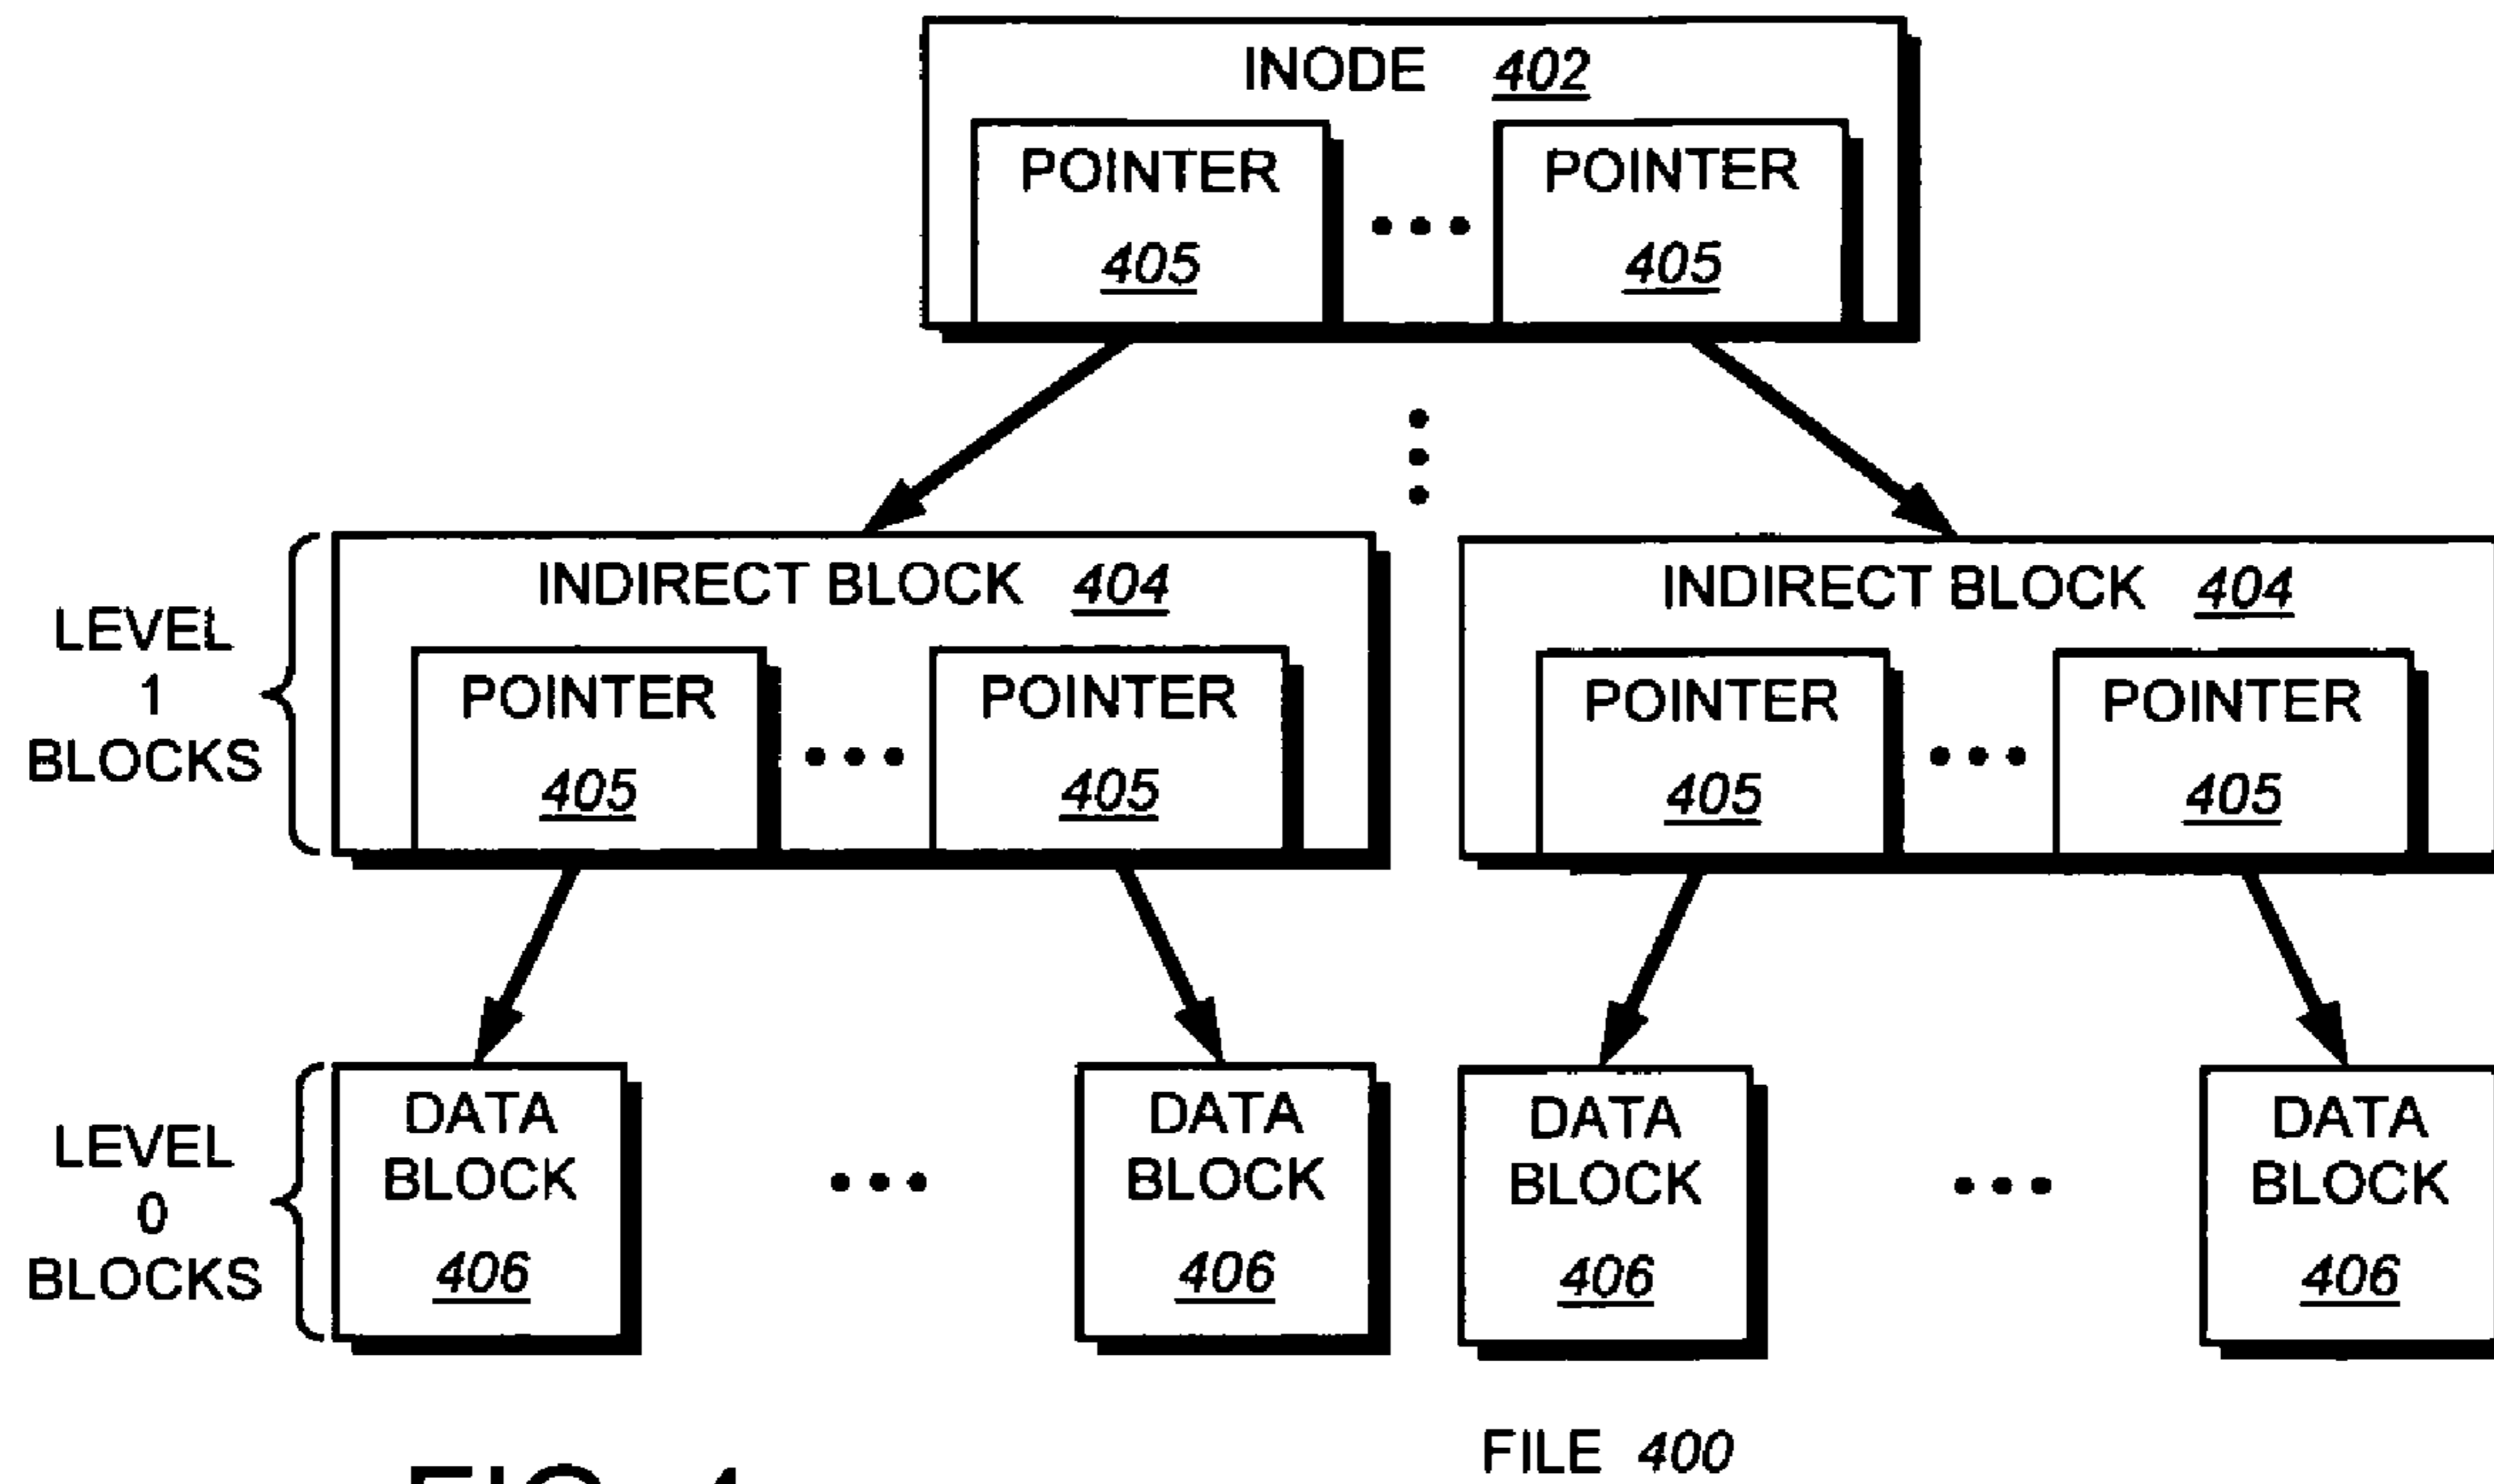 INODE 402
POINTER POINTER
405 405
INDIRECT BLOCK 404
POINTER POINTER
405 405
INDIRECT BLOCK 404
POINTER POINTER
405 405
LEVEL
1
BLOCKS
DATA
BLOCK
406
DATA
BLOCK
406
DATA
BLOCK
406
DATA
BLOCK
406
LEVEL
0
BLOCKS
FILE 400